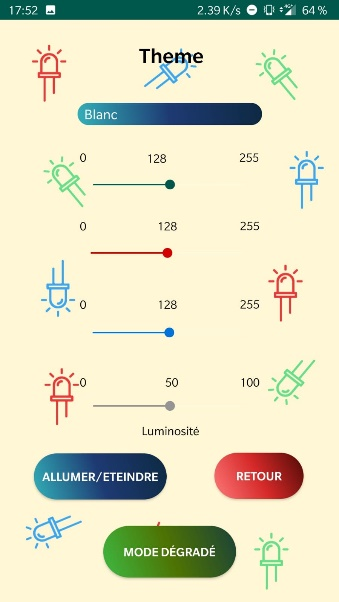 17:52 2.39 K/s 64 %
Theme
Blanc
0 128 255
0 128 255
0 128 255
0 50 100
Luminosité
ALLUMER/ETEINDRE RETOUR
MODE DÉGRADÉ